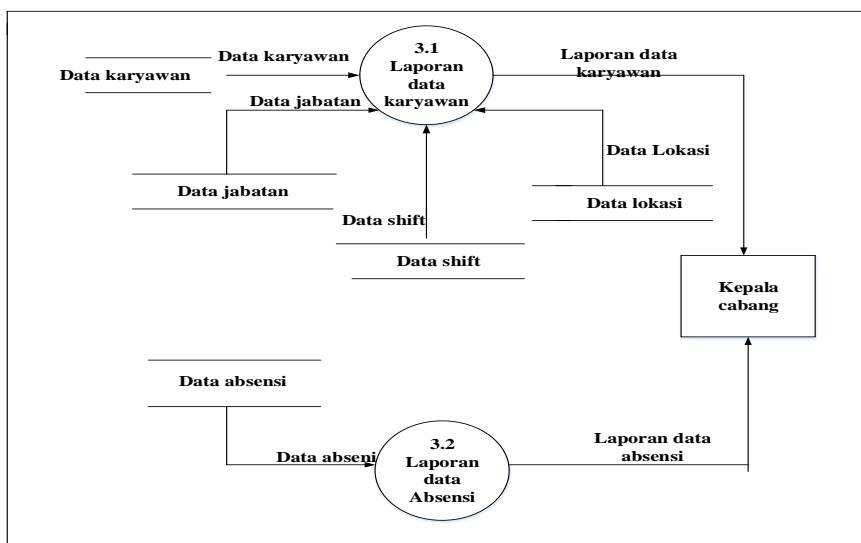 Data karyawan
Data karyawan
3.1
Laporan
data
karyawan
Laporan data
karyawan
Data jabatan
Data Lokasi
Data jabatan
Data lokasi
Data shift
Data shift
Kepala
cabang
Data absensi
Data abseni
3.2
Laporan
data
Absensi
Laporan data
absensi